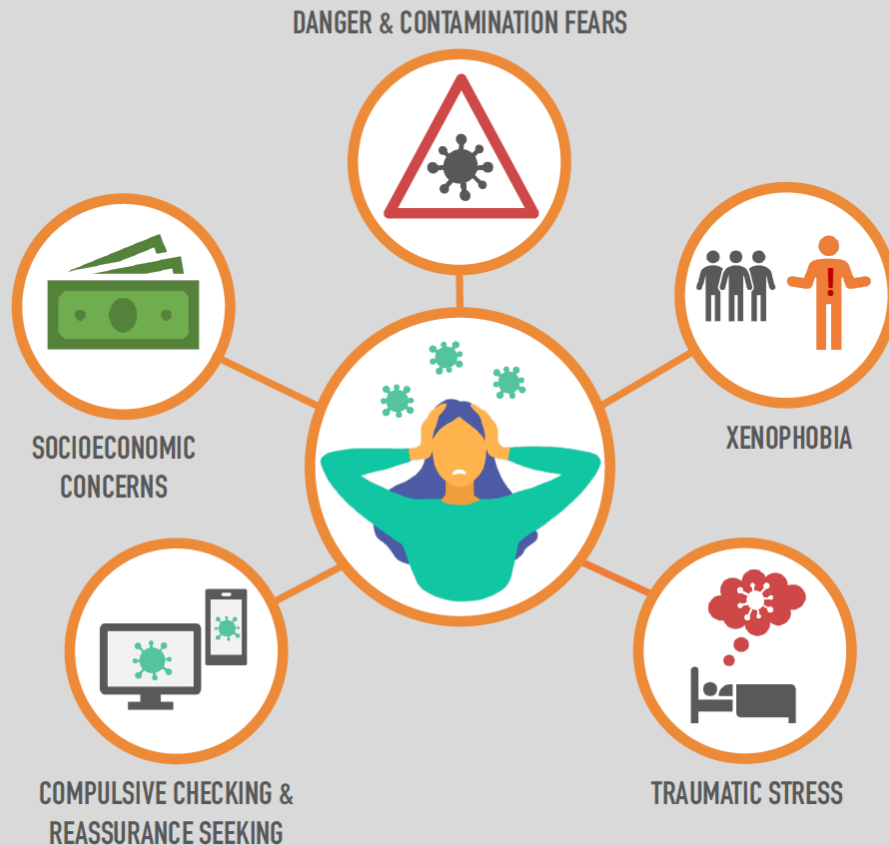 DANGER & CONTAMINATION FEARS
SOCIOECONOMIC
CONCERNS
!
XENOPHOBIA
COMPULSIVE CHECKING &
REASSURANCE SEEKING
TRAUMATIC STRESS